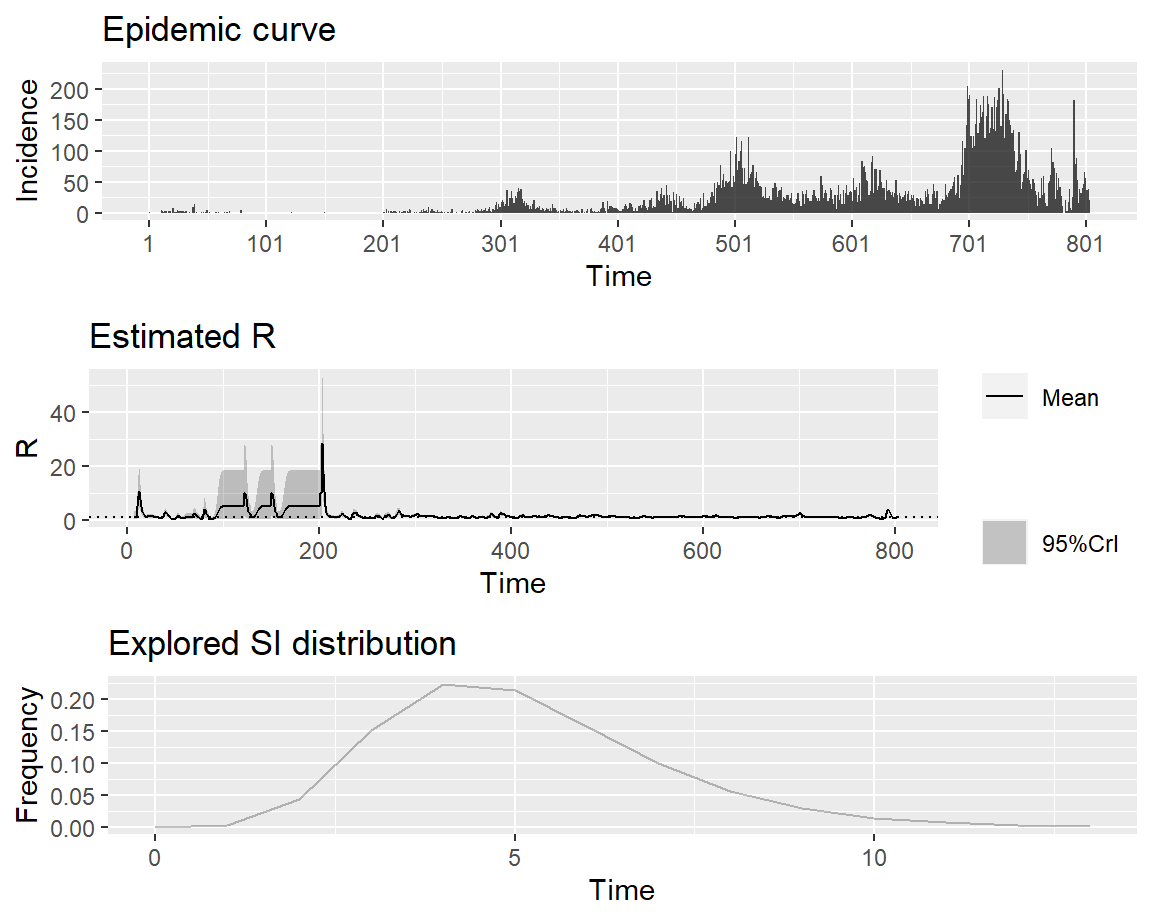 Epidemic curve
Incidence
200
150
100
50
0
1 101 201 301 401 501 601 701 801
Time
Estimated R
R
40
20
0
0 200 400 600 800
Time
Mean
95%CrI
Explored SI distribution
Frequency
0.20
0.15
0.10
0.05
0.00
0 5 10
Time